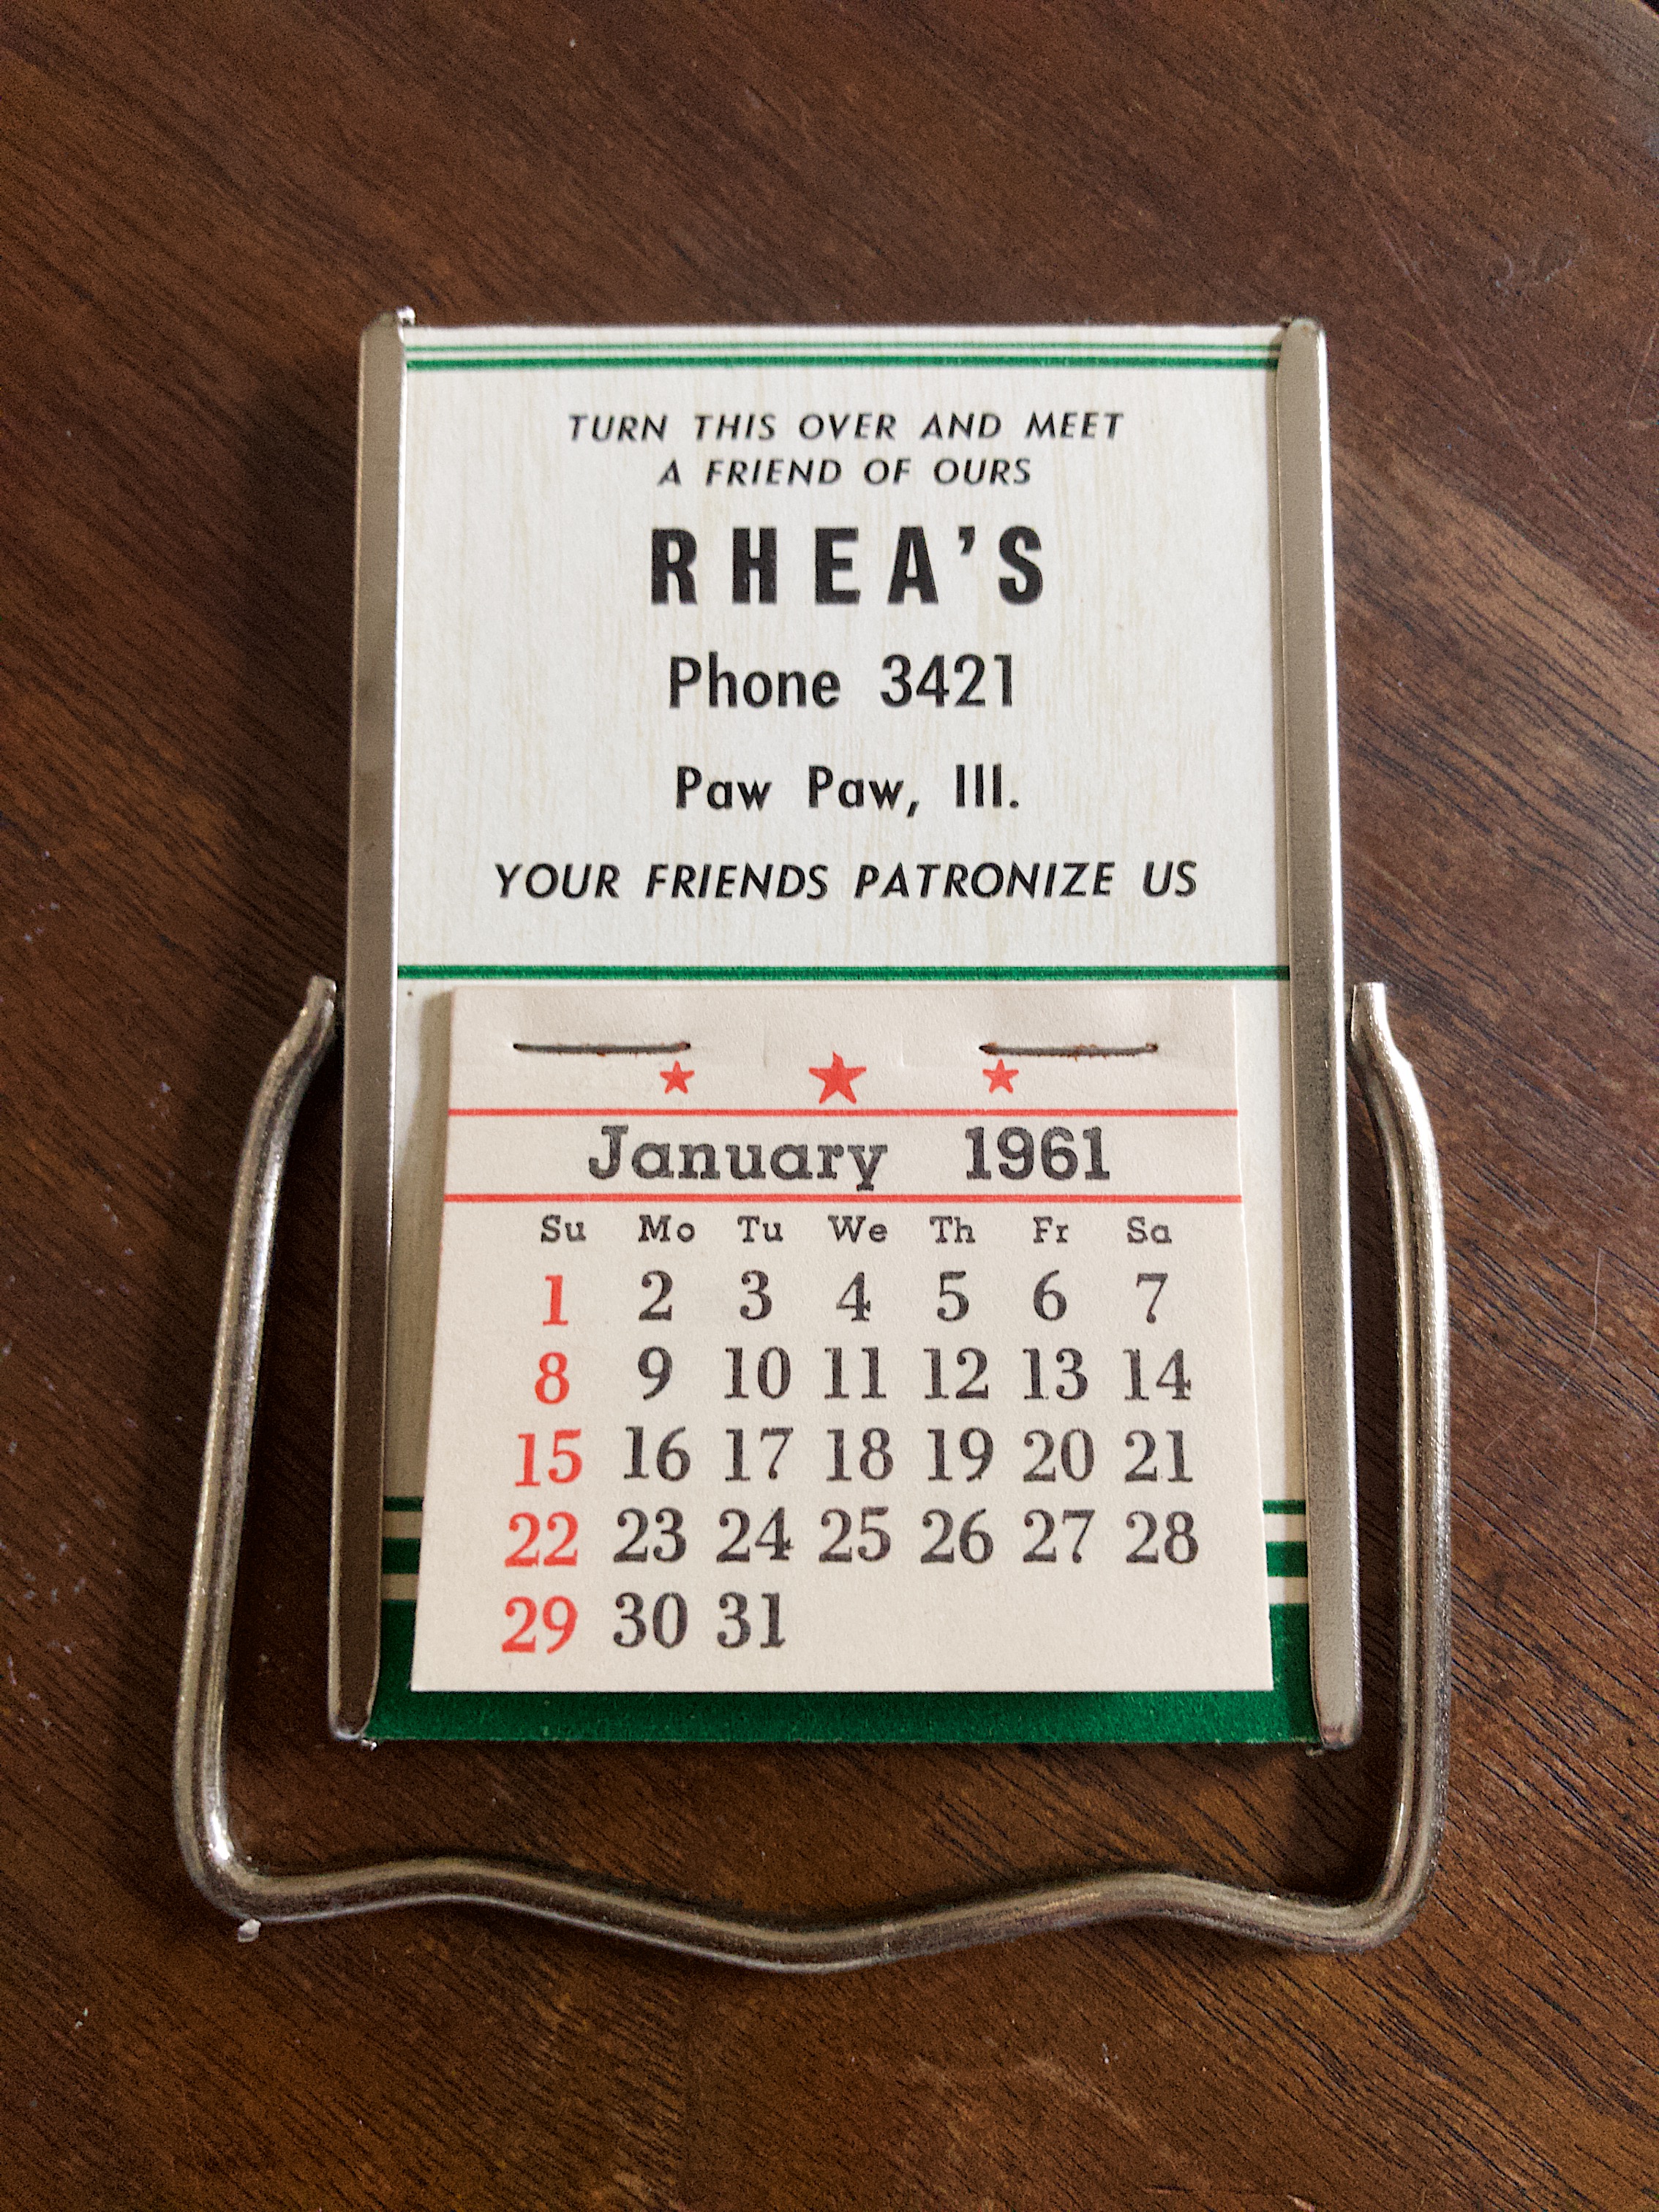 TURN THIS OVER AND MEET
A FRIEND OF OURS
RHEA'S
Phone 3421
Paw Paw, Ill.
YOUR FRIENDS PATRONIZE US
January 1961
Su Mo Tu We Th Fr Sa
1 2 3 4 5 6 7
8 9 10 11 12 13 14
15 16 17 18 19 20 21
22 23 24 25 26 27 28
29 30 31